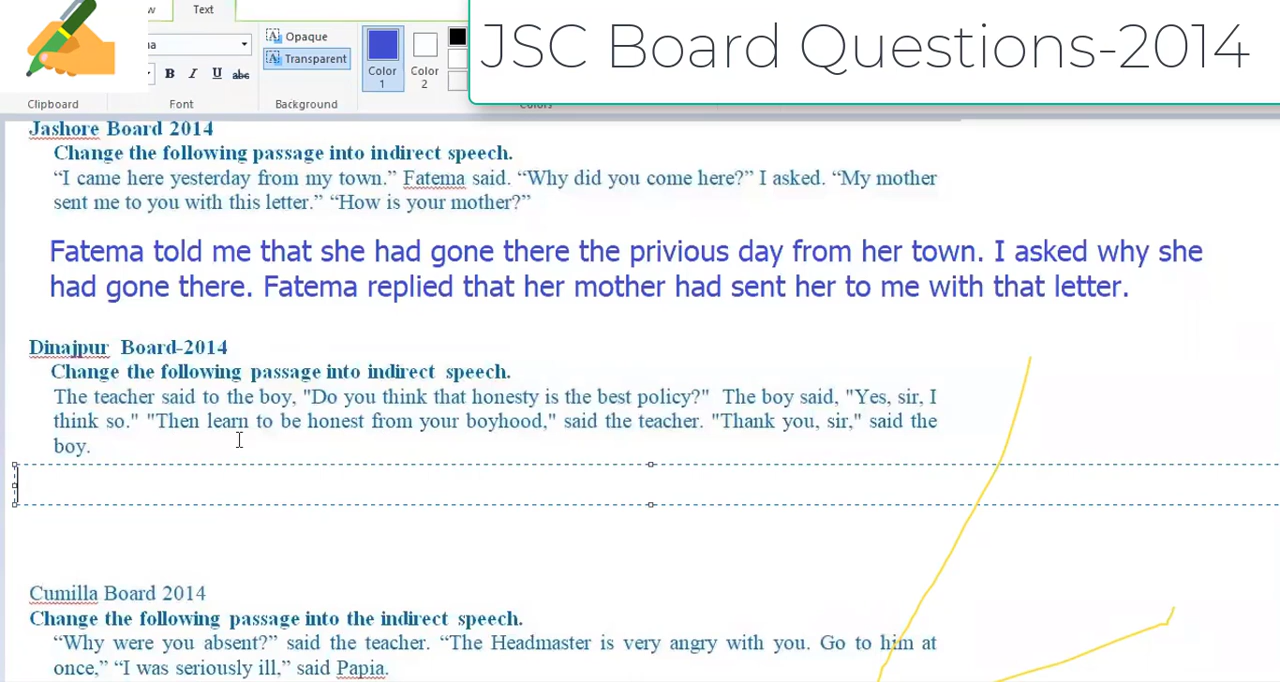 w
Text
JSC Board Questions-2014
a
Opaque
B I U abc
Transparent
Color
1
Color
2
Clipboard
Font
Background
Colors
Jashore Board 2014
Change the following passage into indirect speech.
“I came here yesterday from my town.” Fatema said. “Why did you come here?” I asked. “My mother
sent me to you with this letter.” “How is your mother?”
Fatema told me that she had gone there the privious day from her town. I asked why she
had gone there. Fatema replied that her mother had sent her to me with that letter.
Dinajpur Board-2014
Change the following passage into indirect speech.
The teacher said to the boy, "Do you think that honesty is the best policy?" The boy said, "Yes, sir, I
think so." "Then learn to be honest from your boyhood," said the teacher. "Thank you, sir," said the
boy.
Cumilla Board 2014
Change the following passage into the indirect speech.
“Why were you absent?” said the teacher. “The Headmaster is very angry with you. Go to him at
once,” “I was seriously ill,” said Papia.